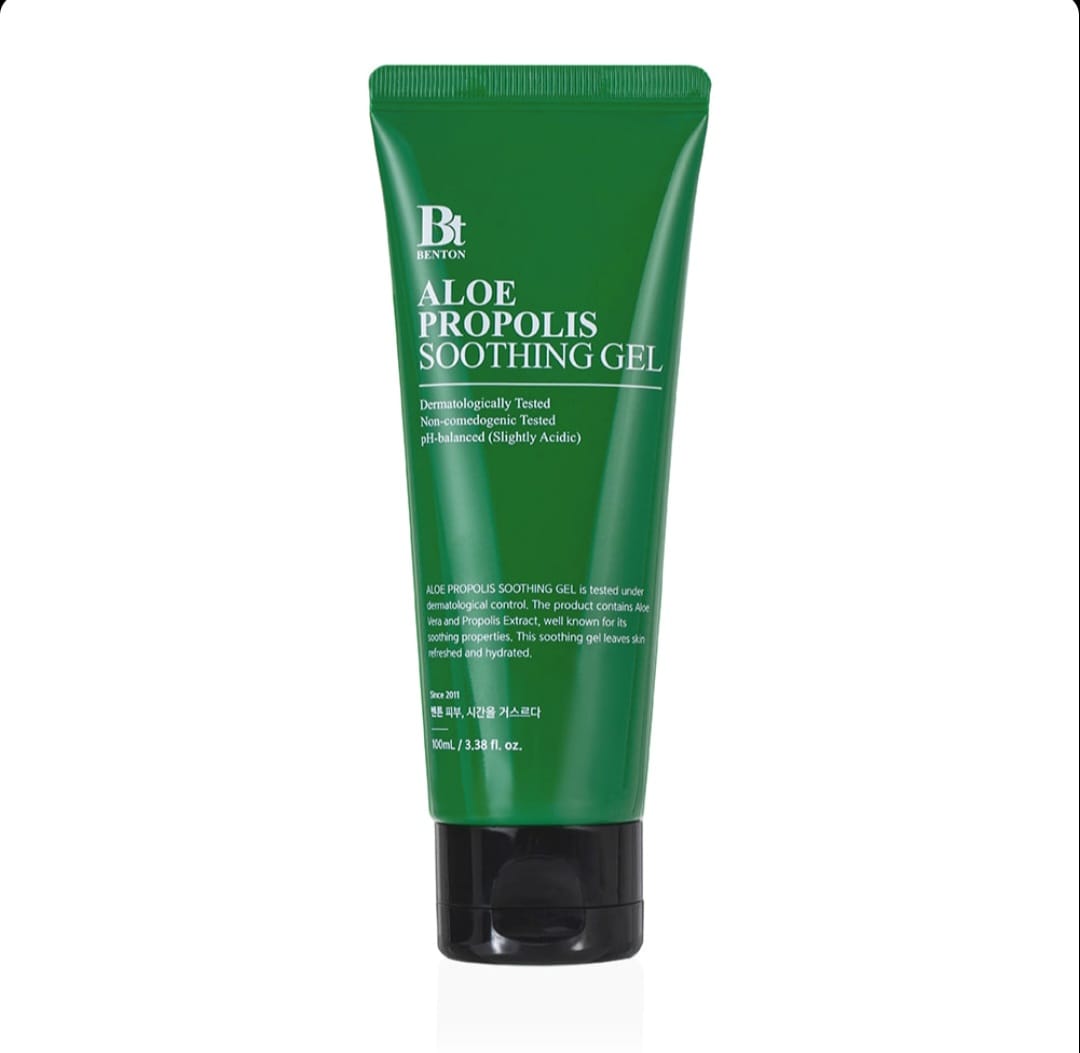 Bt
BENTON
ALOE
PROPOLIS
SOOTHING GEL
Dermatologically Tested
Non-comedogenic Tested
pH-balanced (Slightly Acidic)
ALOE PROPOLIS SOOTHING GEL is tested under
dermatological control. The product contains Aloe
Vera and Propolis Extract, well known for its
soothing properties. This soothing gel leaves skin
refreshed and hydrated.
Since 2011
벤튼 피부, 시간을 거스르다
100mL / 3.38 fl. oz.